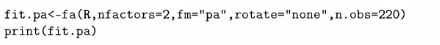 fit.pa<-fa(R,nfactors=2,fm="pa",rotate="none",n.obs=220)
print(fit.pa)